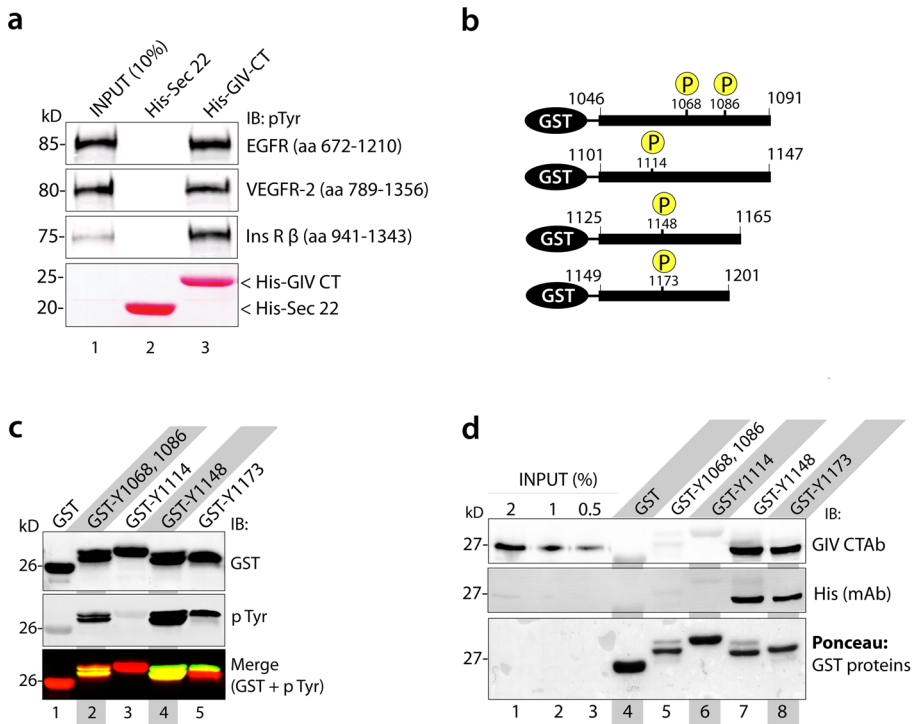 a
INPUT (10%)
His-Sec 22
His-GIV-CT
kD
IB: pTyr
85-
EGFR (aa 672-1210)
80-
VEGFR-2 (aa 789-1356)
75-
Ins R β (aa 941-1343)
25-
< His-GIV CT
20-
< His-Sec 22
1 2 3
b
P P
1046 1068 1086 1091
GST
P
1101 1114 1147
GST
P
1125 1148 1165
GST
P
1149 1173 1201
GST
c
GST
GST-Y1068, 1086
GST-Y1114
GST-Y1148
GST-Y1173
kD
IB:
26-
GST
26-
p Tyr
26-
Merge
(GST + p Tyr)
1 2 3 4 5
d
INPUT (%)
2 1 0.5
GST
GST-Y1068, 1086
GST-Y1114
GST-Y1148
GST-Y1173
kD
IB:
27-
GIV CTAb
27-
His (mAb)
27-
Ponceau:
GST proteins
1 2 3 4 5 6 7 8